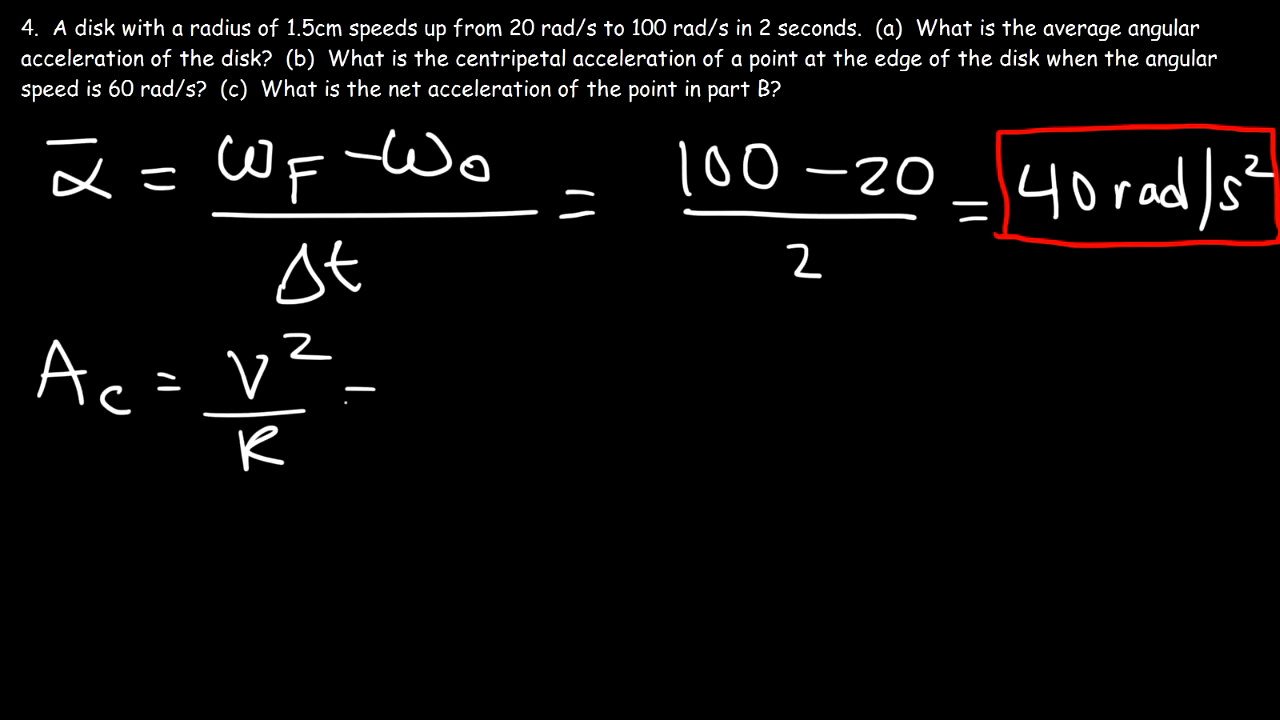 4. A disk with a radius of 1.5cm speeds up from 20 rad/s to 100 rad/s in 2 seconds. (a) What is the average angular
acceleration of the disk? (b) What is the centripetal acceleration of a point at the edge of the disk when the angular
speed is 60 rad/s? (c) What is the net acceleration of the point in part B?
ᾱ = (ω_F - ω_0) / Δt = (100 - 20) / 2 = 40 rad/s²
A_c = V² / R =